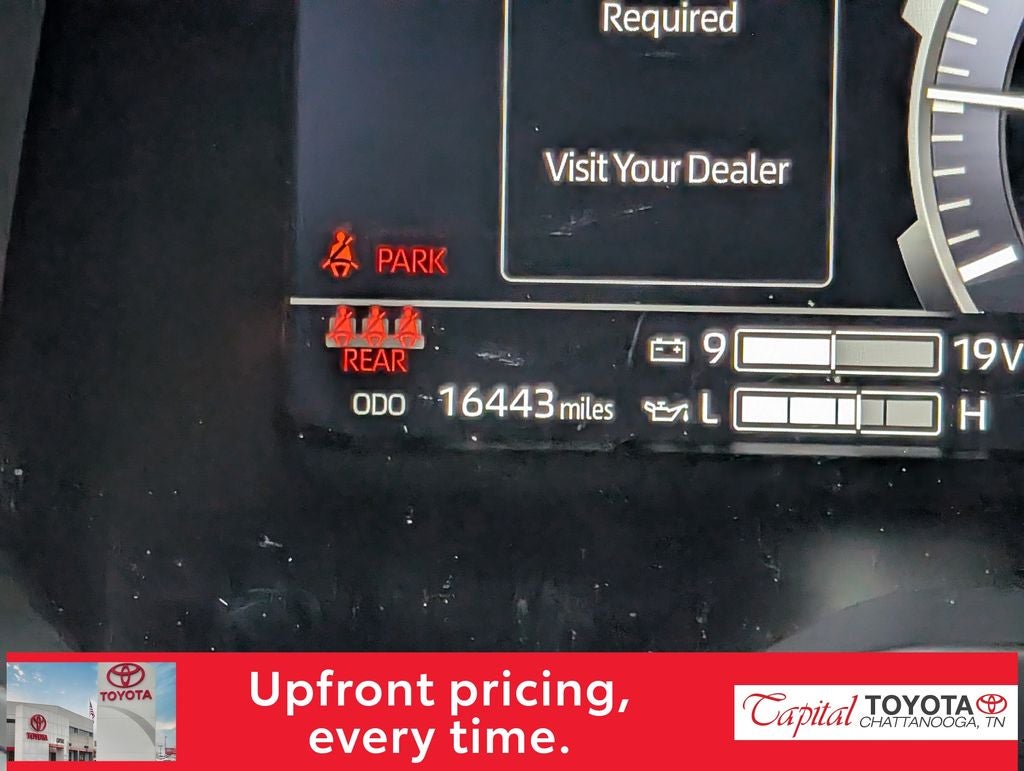 Required
Visit Your Dealer
PARK
REAR
9 19V
ODO 16443 miles L H
TOYOTA
TOYOTA
Upfront pricing,
every time.
Capital TOYOTA
CHATTANOOGA, TN